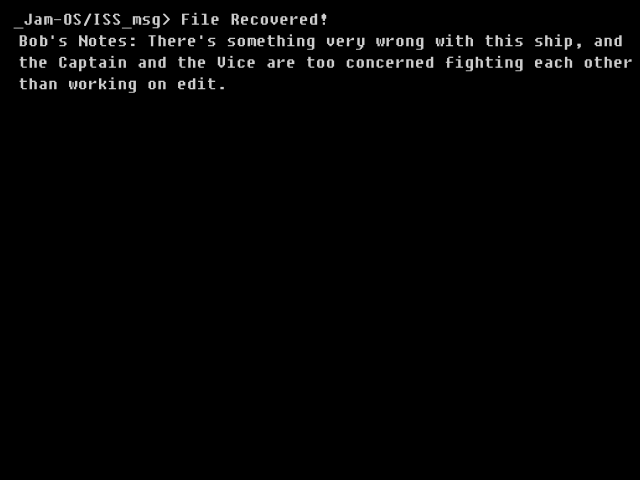 _Jam-OS/ISS_msg> File Recovered!
Bob's Notes: There's something very wrong with this ship, and
the Captain and the Vice are too concerned fighting each other
than working on edit.